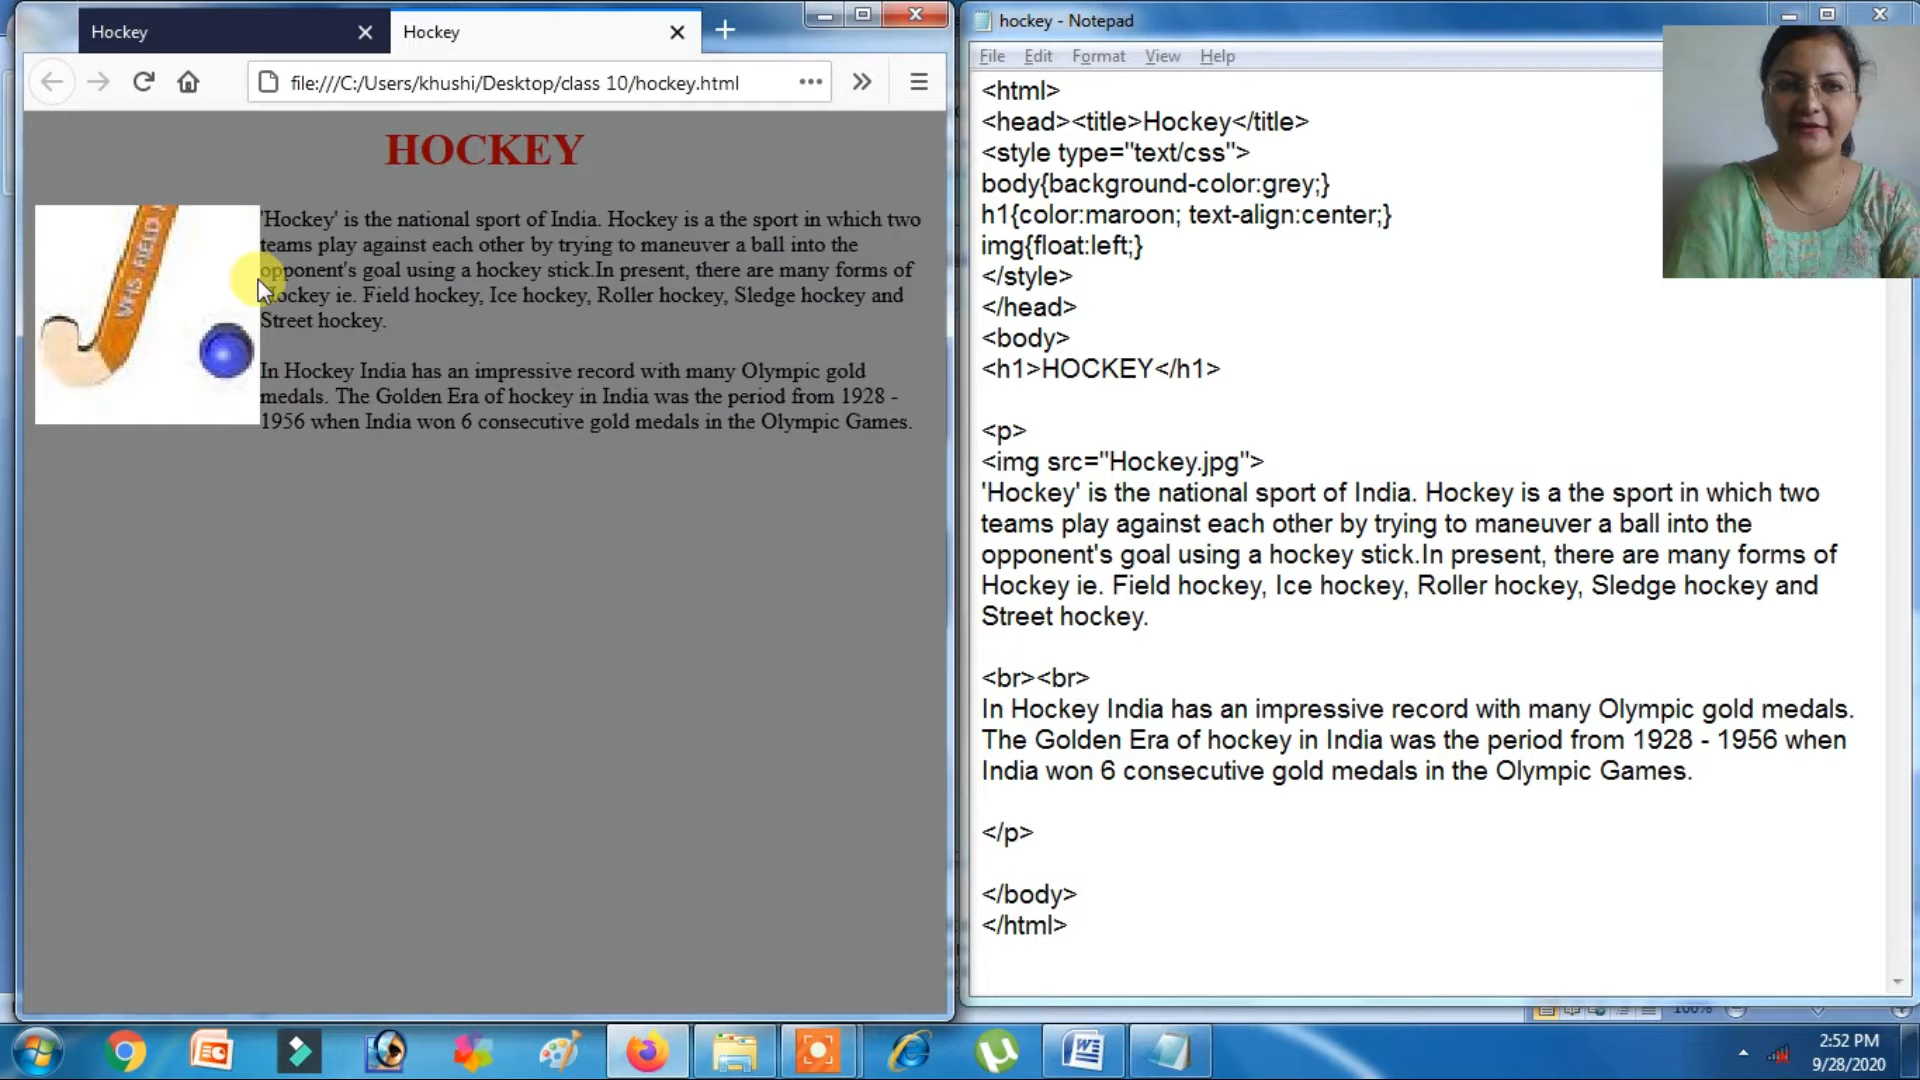 Hockey
Hockey
file:///C:/Users/khushi/Desktop/class 10/hockey.html
HOCKEY
VHS FIELD
'Hockey' is the national sport of India. Hockey is a the sport in which two
teams play against each other by trying to maneuver a ball into the
opponent's goal using a hockey stick.In present, there are many forms of
Hockey ie. Field hockey, Ice hockey, Roller hockey, Sledge hockey and
Street hockey.
In Hockey India has an impressive record with many Olympic gold
medals. The Golden Era of hockey in India was the period from 1928 -
1956 when India won 6 consecutive gold medals in the Olympic Games.
hockey - Notepad
File Edit Format View Help
<html>
<head><title>Hockey</title>
<style type="text/css">
body{background-color:grey;}
h1{color:maroon; text-align:center;}
img{float:left;}
</style>
</head>
<body>
<h1>HOCKEY</h1>
<p>
<img src="Hockey.jpg">
'Hockey' is the national sport of India. Hockey is a the sport in which two
teams play against each other by trying to maneuver a ball into the
opponent's goal using a hockey stick.In present, there are many forms of
Hockey ie. Field hockey, Ice hockey, Roller hockey, Sledge hockey and
Street hockey.
<br><br>
In Hockey India has an impressive record with many Olympic gold medals.
The Golden Era of hockey in India was the period from 1928 - 1956 when
India won 6 consecutive gold medals in the Olympic Games.
</p>
</body>
</html>
100%
2:52 PM
9/28/2020